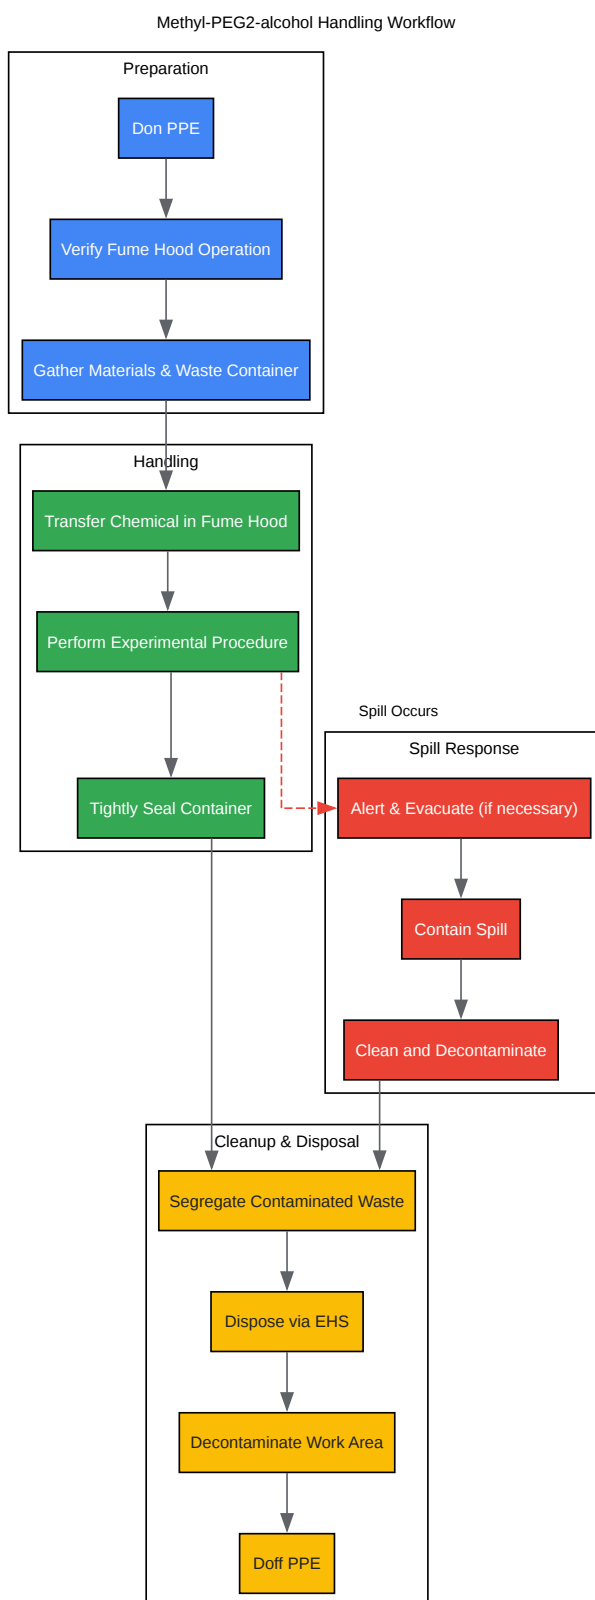 Methyl-PEG2-alcohol Handling Workflow
Preparation
Don PPE
Verify Fume Hood Operation
Gather Materials & Waste Container
Handling
Transfer Chemical in Fume Hood
Perform Experimental Procedure
Tightly Seal Container
Spill Occurs
Spill Response
Alert & Evacuate (if necessary)
Contain Spill
Clean and Decontaminate
Cleanup & Disposal
Segregate Contaminated Waste
Dispose via EHS
Decontaminate Work Area
Doff PPE